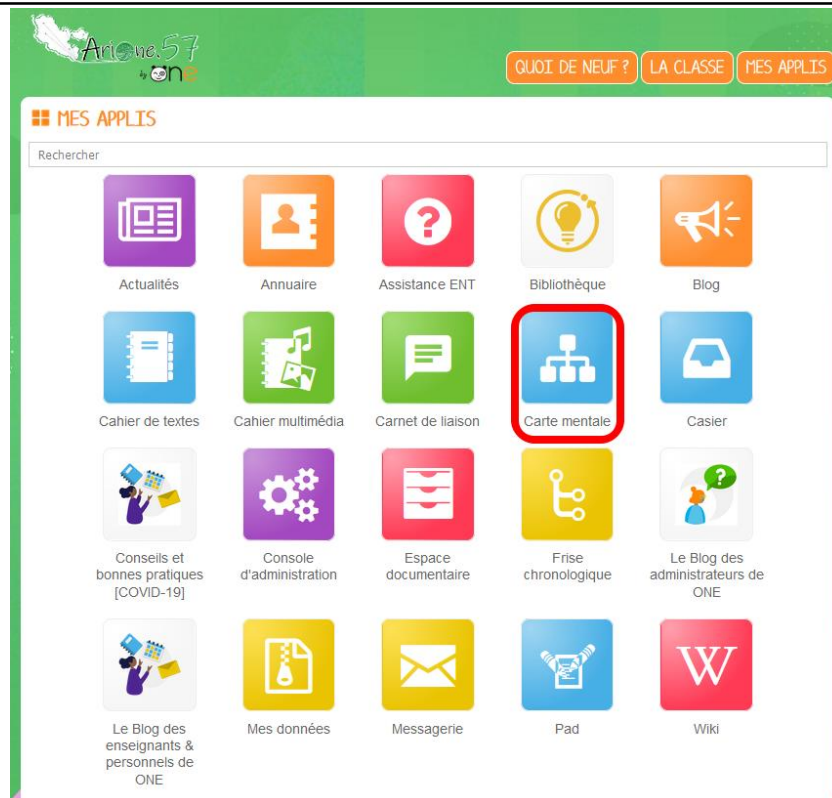 Arione.57
by One
QUOI DE NEUF ?
LA CLASSE
MES APPLIS
MES APPLIS
Rechercher
Actualités
Annuaire
Assistance ENT
Bibliothèque
Blog
Cahier de textes
Cahier multimédia
Carnet de liaison
Carte mentale
Casier
Conseils et
bonnes pratiques
[COVID-19]
Console
d'administration
Espace
documentaire
Frise
chronologique
Le Blog des
administrateurs de
ONE
Le Blog des
enseignants &
personnels de
ONE
Mes données
Messagerie
Pad
W
Wiki